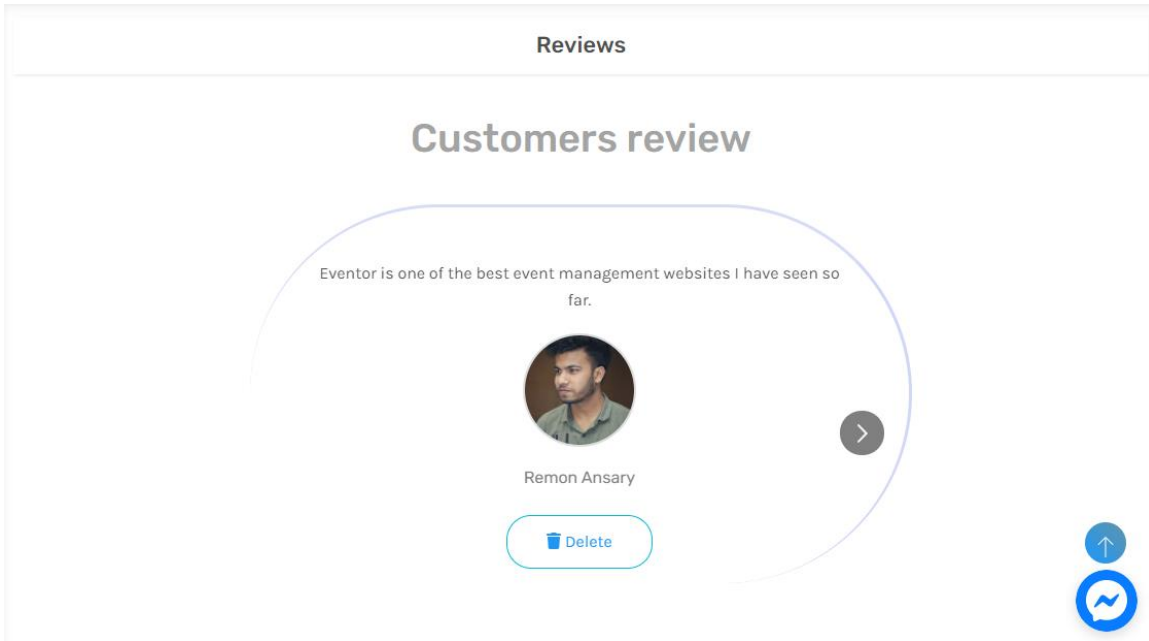 Reviews
Customers review
Eventor is one of the best event management websites I have seen so
far.
Remon Ansary
Delete